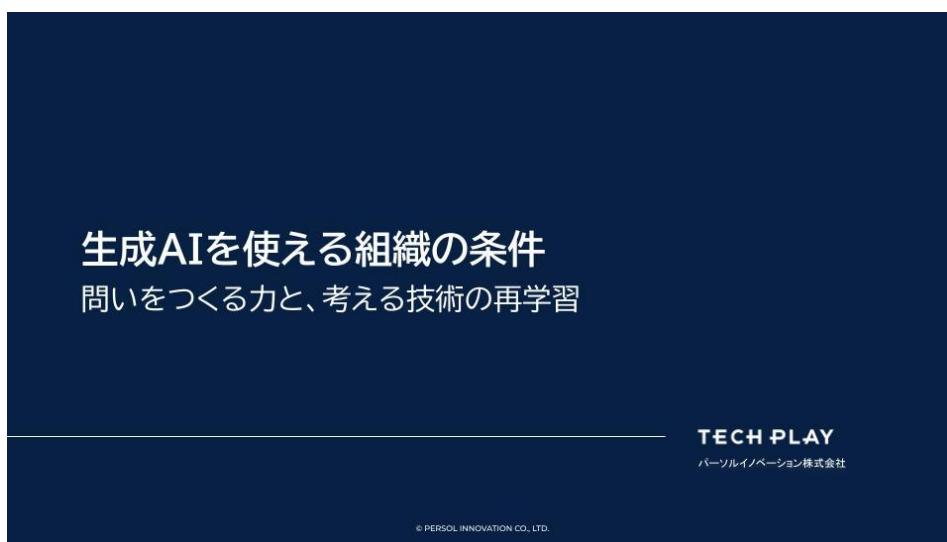 生成AIを使える組織の条件
問いをつくる力と、考える技術の再学習
TECH PLAY
パーソルイノベーション株式会社
© PERSOL INNOVATION CO., LTD.